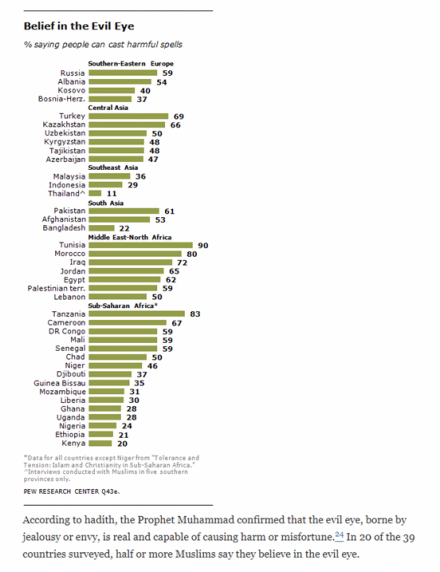 Belief in the Evil Eye
% saying people can cast harmful spells
Southern-Eastern Europe
Russia 59
Albania 54
Kosovo 40
Bosnia-Herz. 37
Central Asia
Turkey 69
Kazakhstan 66
Uzbekistan 50
Kyrgyzstan 48
Tajikistan 48
Azerbaijan 47
Southeast Asia
Malaysia 36
Indonesia 29
Thailand^ 11
South Asia
Pakistan 61
Afghanistan 53
Bangladesh 22
Middle East-North Africa
Tunisia 90
Morocco 80
Iraq 72
Jordan 65
Egypt 62
Palestinian terr. 59
Lebanon 50
Sub-Saharan Africa*
Tanzania 83
Cameroon 67
DR Congo 59
Mali 59
Senegal 59
Chad 50
Niger 46
Djibouti 37
Guinea Bissau 35
Mozambique 31
Liberia 30
Ghana 28
Uganda 28
Nigeria 24
Ethiopia 21
Kenya 20
*Data for all countries except Niger from "Tolerance and
Tension: Islam and Christianity in Sub-Saharan Africa."
^Interviews conducted with Muslims in five southern
provinces only.
PEW RESEARCH CENTER Q43e.
According to hadith, the Prophet Muhammad confirmed that the evil eye, borne by
jealousy or envy, is real and capable of causing harm or misfortune.24 In 20 of the 39
countries surveyed, half or more Muslims say they believe in the evil eye.